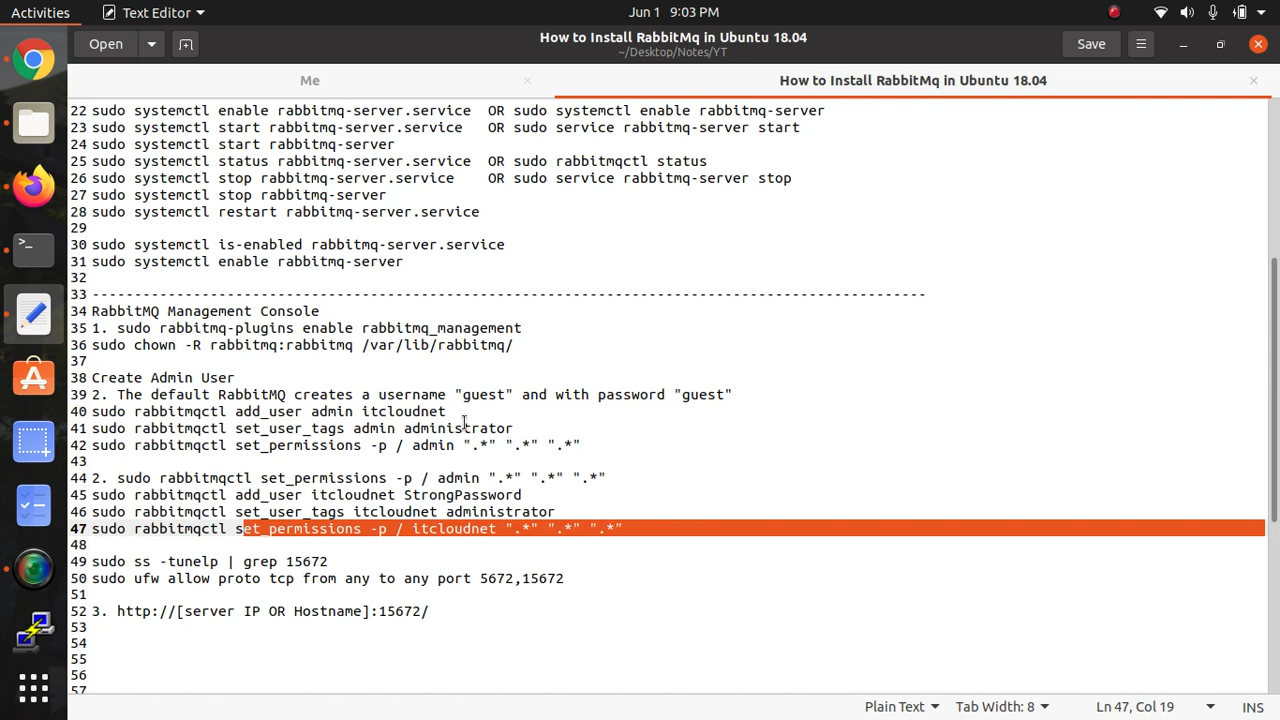 Activities
Text Editor
Jun 1 9:03 PM
Open
How to Install RabbitMq in Ubuntu 18.04
~/Desktop/Notes/YT
Save
Me
How to Install RabbitMq in Ubuntu 18.04
22 sudo systemctl enable rabbitmq-server.service  OR sudo systemctl enable rabbitmq-server
23 sudo systemctl start rabbitmq-server.service   OR sudo service rabbitmq-server start
24 sudo systemctl start rabbitmq-server
25 sudo systemctl status rabbitmq-server.service  OR sudo rabbitmqctl status
26 sudo systemctl stop rabbitmq-server.service    OR sudo service rabbitmq-server stop
27 sudo systemctl stop rabbitmq-server
28 sudo systemctl restart rabbitmq-server.service
29
30 sudo systemctl is-enabled rabbitmq-server.service
31 sudo systemctl enable rabbitmq-server
32
33 ---------------------------------------------------------------------------------------------------
34 RabbitMQ Management Console
35 1. sudo rabbitmq-plugins enable rabbitmq_management
36 sudo chown -R rabbitmq:rabbitmq /var/lib/rabbitmq/
37
38 Create Admin User
39 2. The default RabbitMQ creates a username "guest" and with password "guest"
40 sudo rabbitmqctl add_user admin itcloudnet
41 sudo rabbitmqctl set_user_tags admin administrator
42 sudo rabbitmqctl set_permissions -p / admin ".*" ".*" ".*"
43
44 2. sudo rabbitmqctl set_permissions -p / admin ".*" ".*" ".*"
45 sudo rabbitmqctl add_user itcloudnet StrongPassword
46 sudo rabbitmqctl set_user_tags itcloudnet administrator
47 sudo rabbitmqctl set_permissions -p / itcloudnet ".*" ".*" ".*"
48
49 sudo ss -tunelp | grep 15672
50 sudo ufw allow proto tcp from any to any port 5672,15672
51
52 3. http://[server IP OR Hostname]:15672/
53
54
55
56
57
Plain Text
Tab Width: 8
Ln 47, Col 19
INS